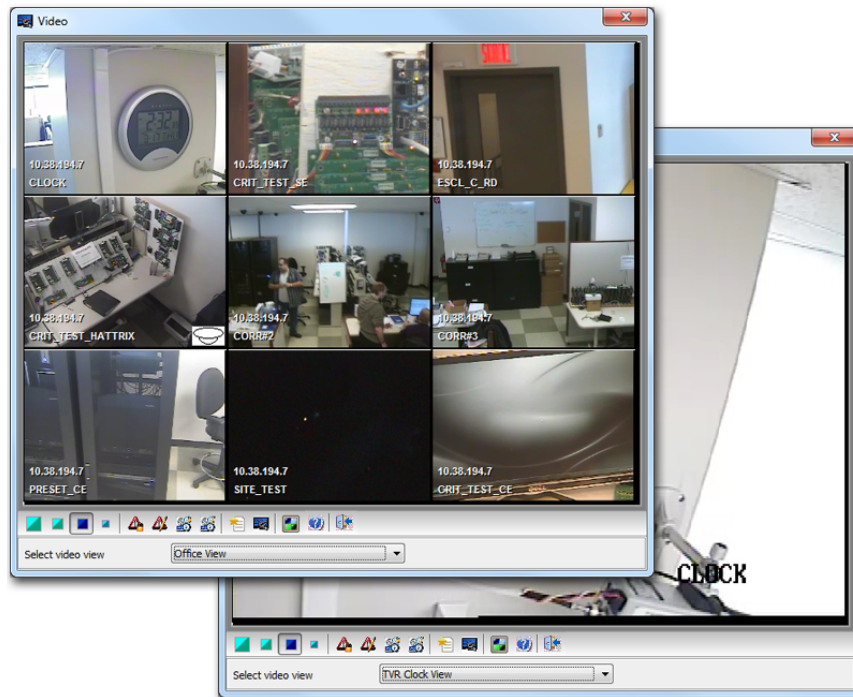 Video
10.38.194.7
CLOCK
10.38.194.7
CRIT_TEST_SE
10.38.194.7
ESCL_C_RD
10.38.194.7
CRIT_TEST_HATTRIX
10.38.194.7
CORR#2
10.38.194.7
CORR#3
10.38.194.7
PRESET_CE
10.38.194.7
SITE_TEST
10.38.194.7
CRIT_TEST_CE
Select video view
Office View
CLOCK
Select video view
TVR Clock View